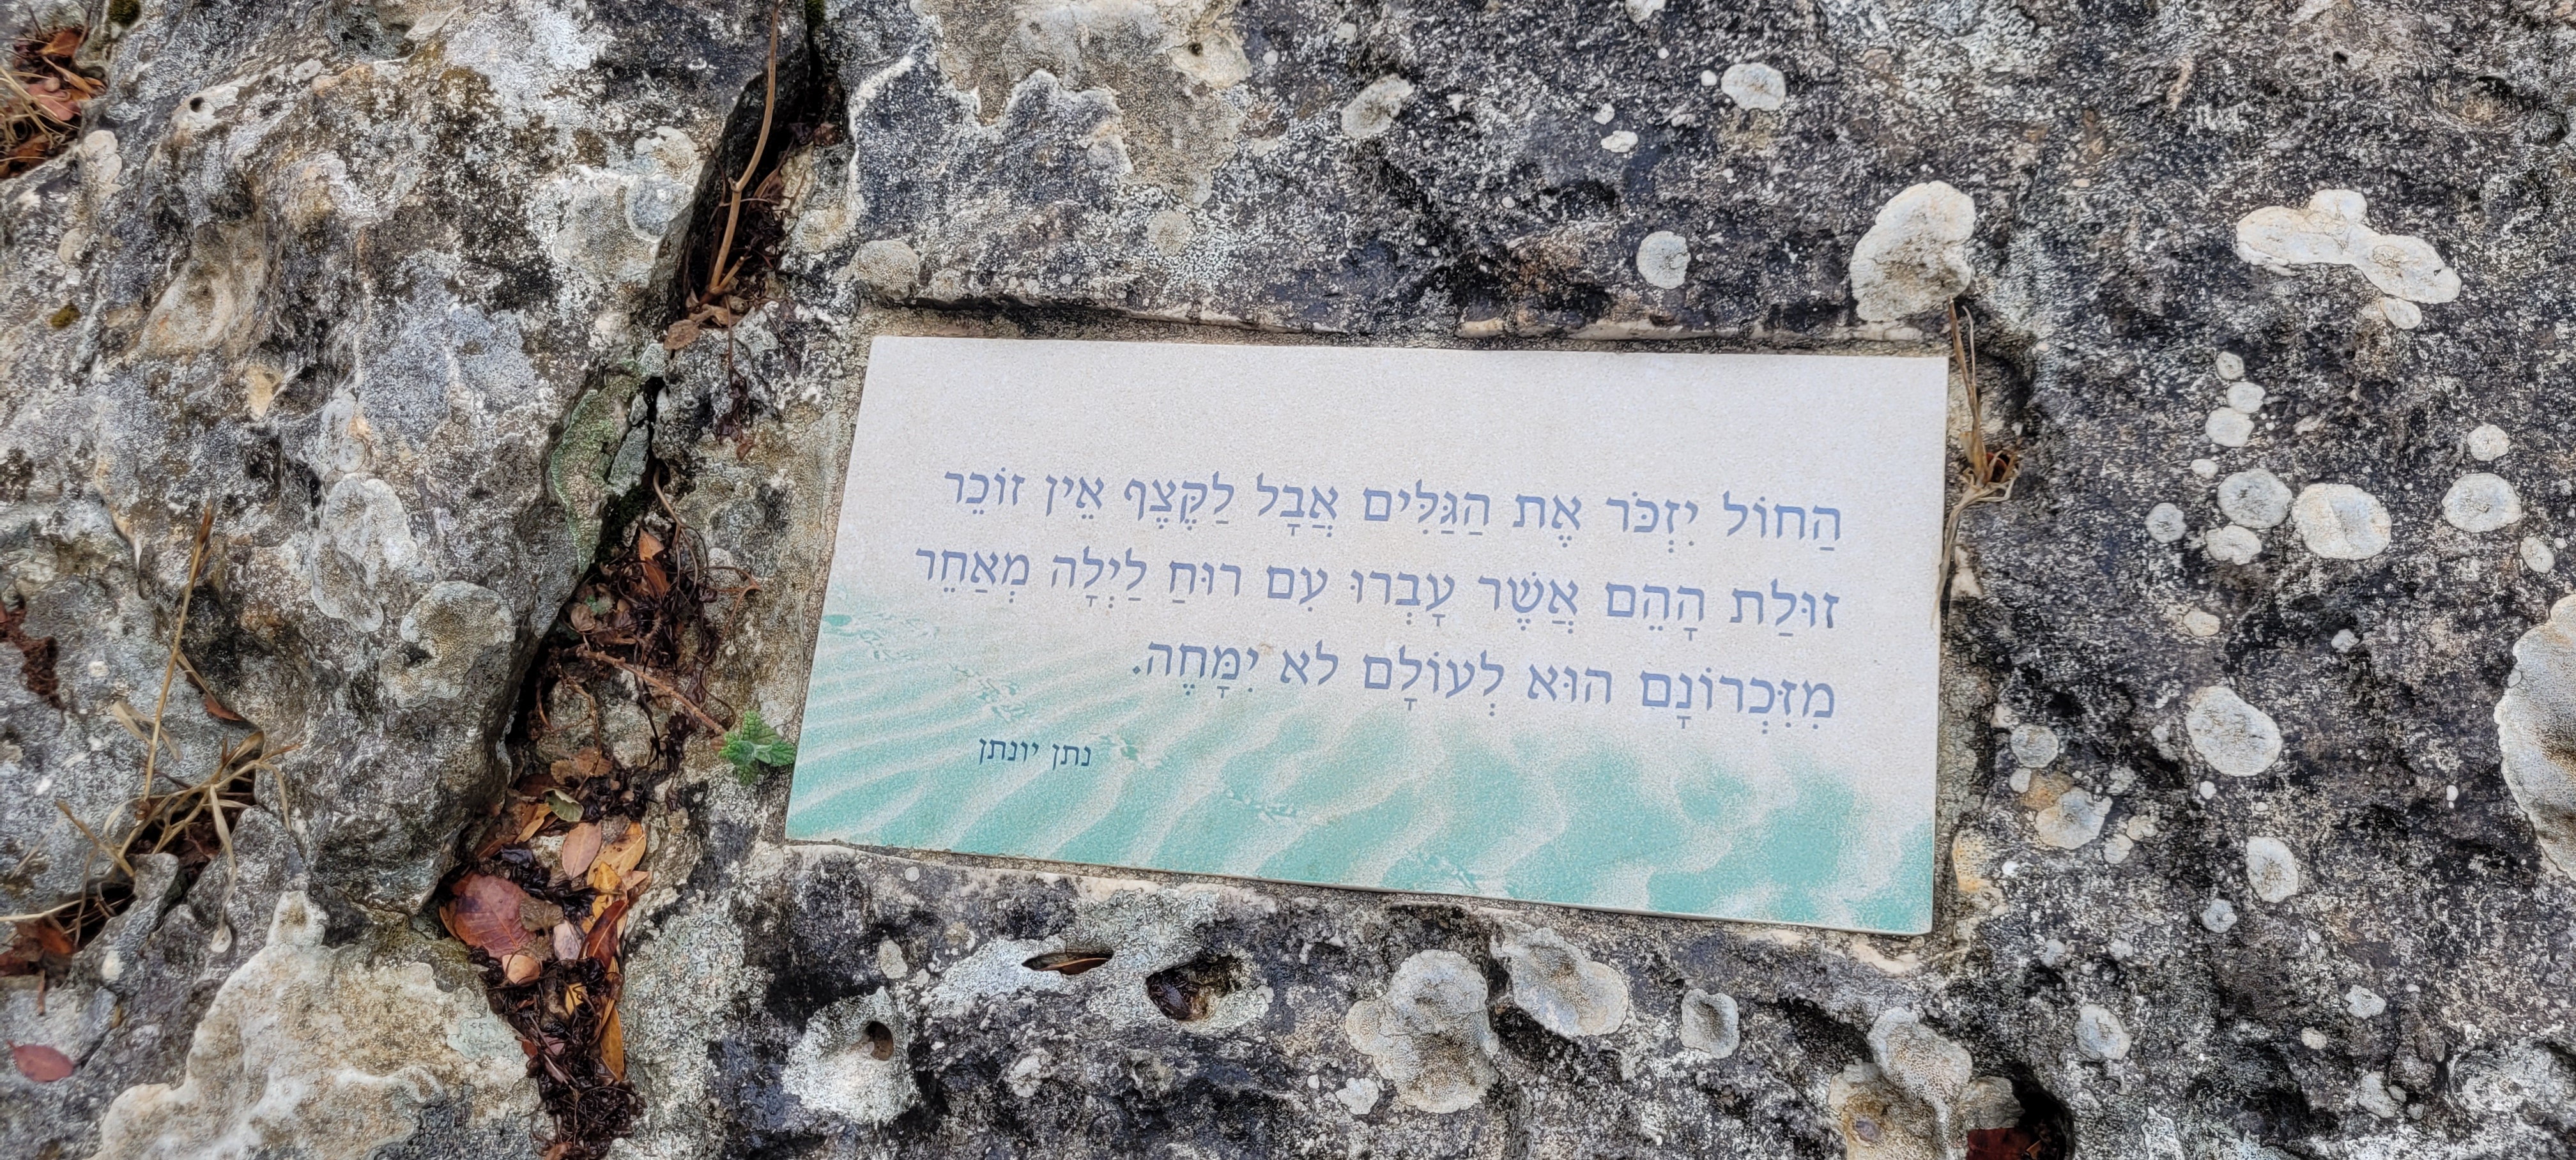 הַחוֹל יִזְכֹּר אֶת הַגַּלִּים אֲבָל לַקֶּצֶף אֵין זוֹכֵר
זוּלַת הָהֵם אֲשֶׁר עָבְרוּ עִם רוּחַ לַיְלָה מְאַחֵר
מִזִּכְרוֹנָם הוּא לְעוֹלָם לֹא יִמָּחֶה.
נתן יונתן